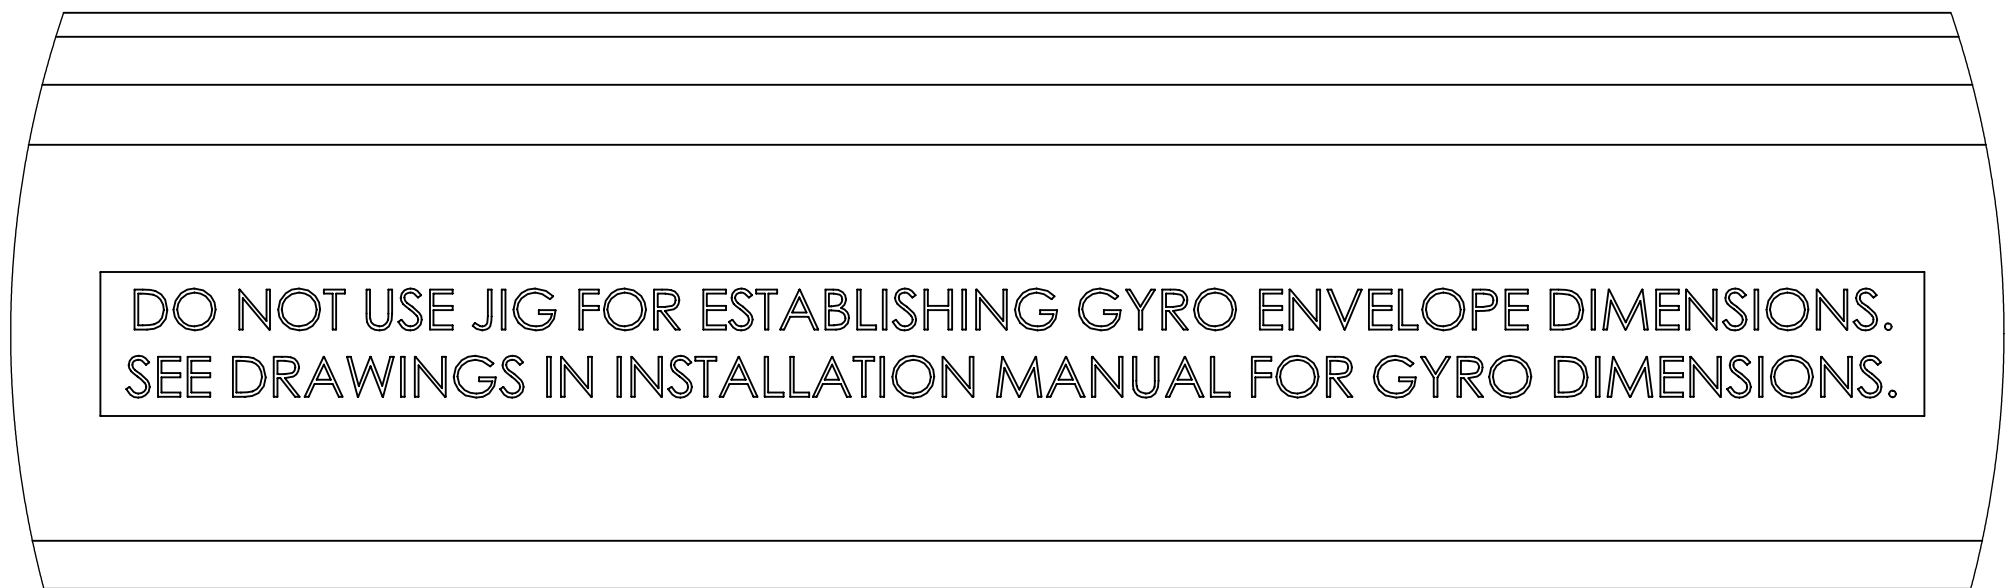 DO NOT USE JIG FOR ESTABLISHING GYRO ENVELOPE DIMENSIONS.
SEE DRAWINGS IN INSTALLATION MANUAL FOR GYRO DIMENSIONS.